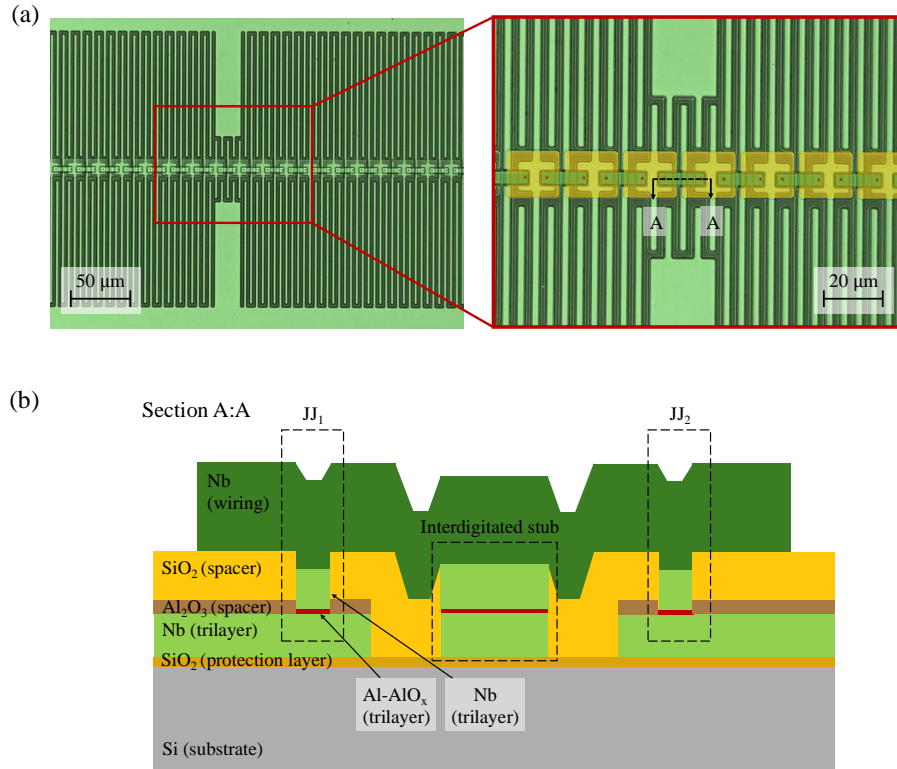 (a)
50 μm
A A
20 μm
(b)
Section A:A
JJ₁
JJ₂
Nb
(wiring)
Interdigitated stub
SiO₂ (spacer)
Al₂O₃ (spacer)
Nb (trilayer)
SiO₂ (protection layer)
Al-AlOₓ
(trilayer)
Nb
(trilayer)
Si (substrate)